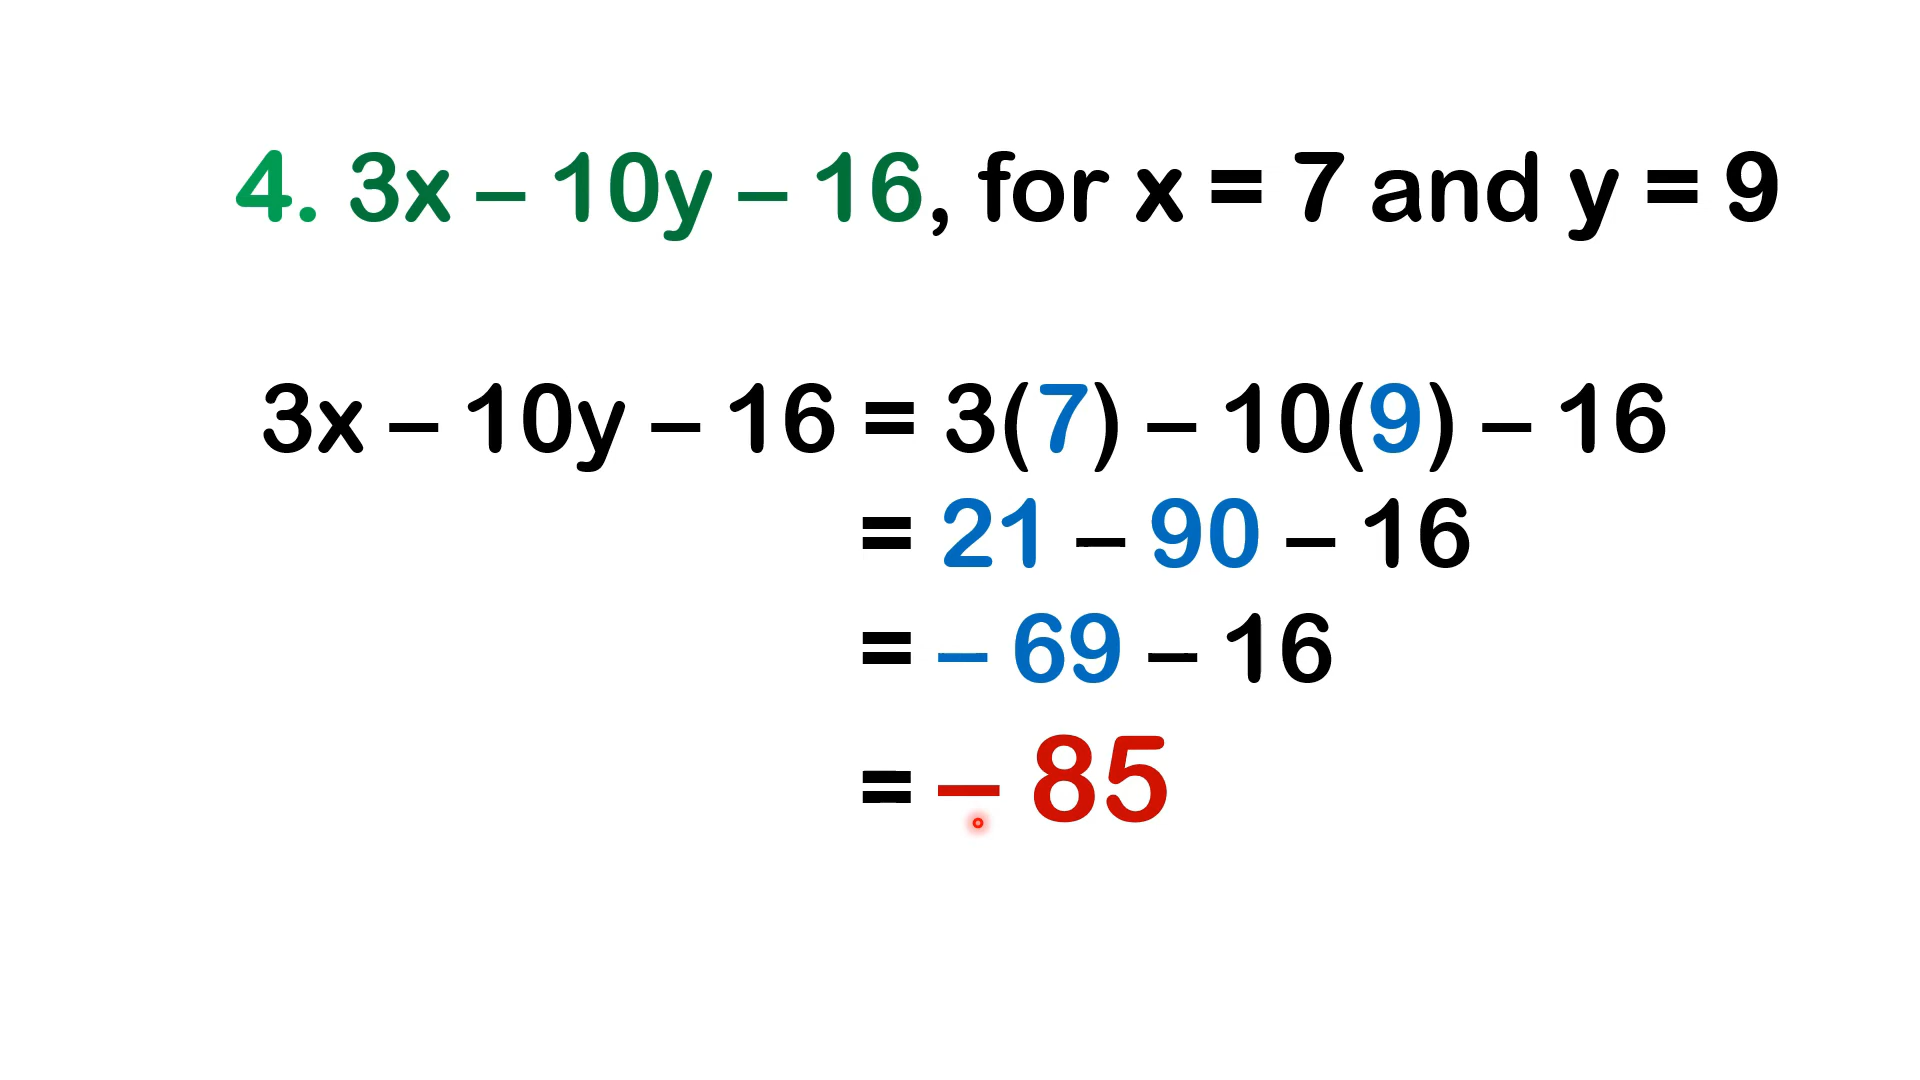 4. 3x – 10y – 16, for x = 7 and y = 9
3x – 10y – 16 = 3(7) – 10(9) – 16
= 21 – 90 – 16
= – 69 – 16
= – 85